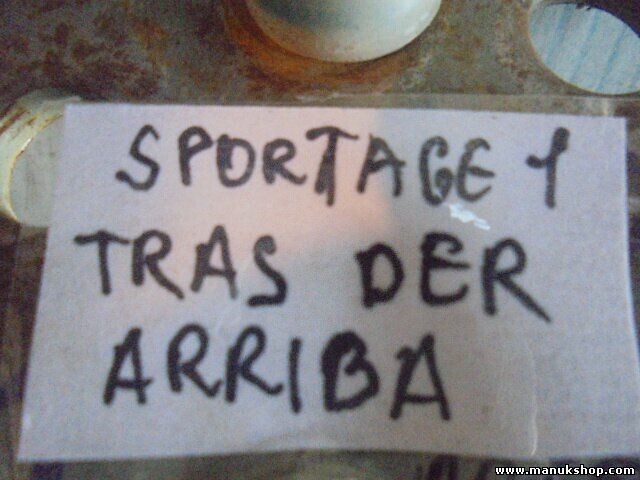 SPORTAGE 1
TRAS DER
ARRIBA
www.manukshop.com